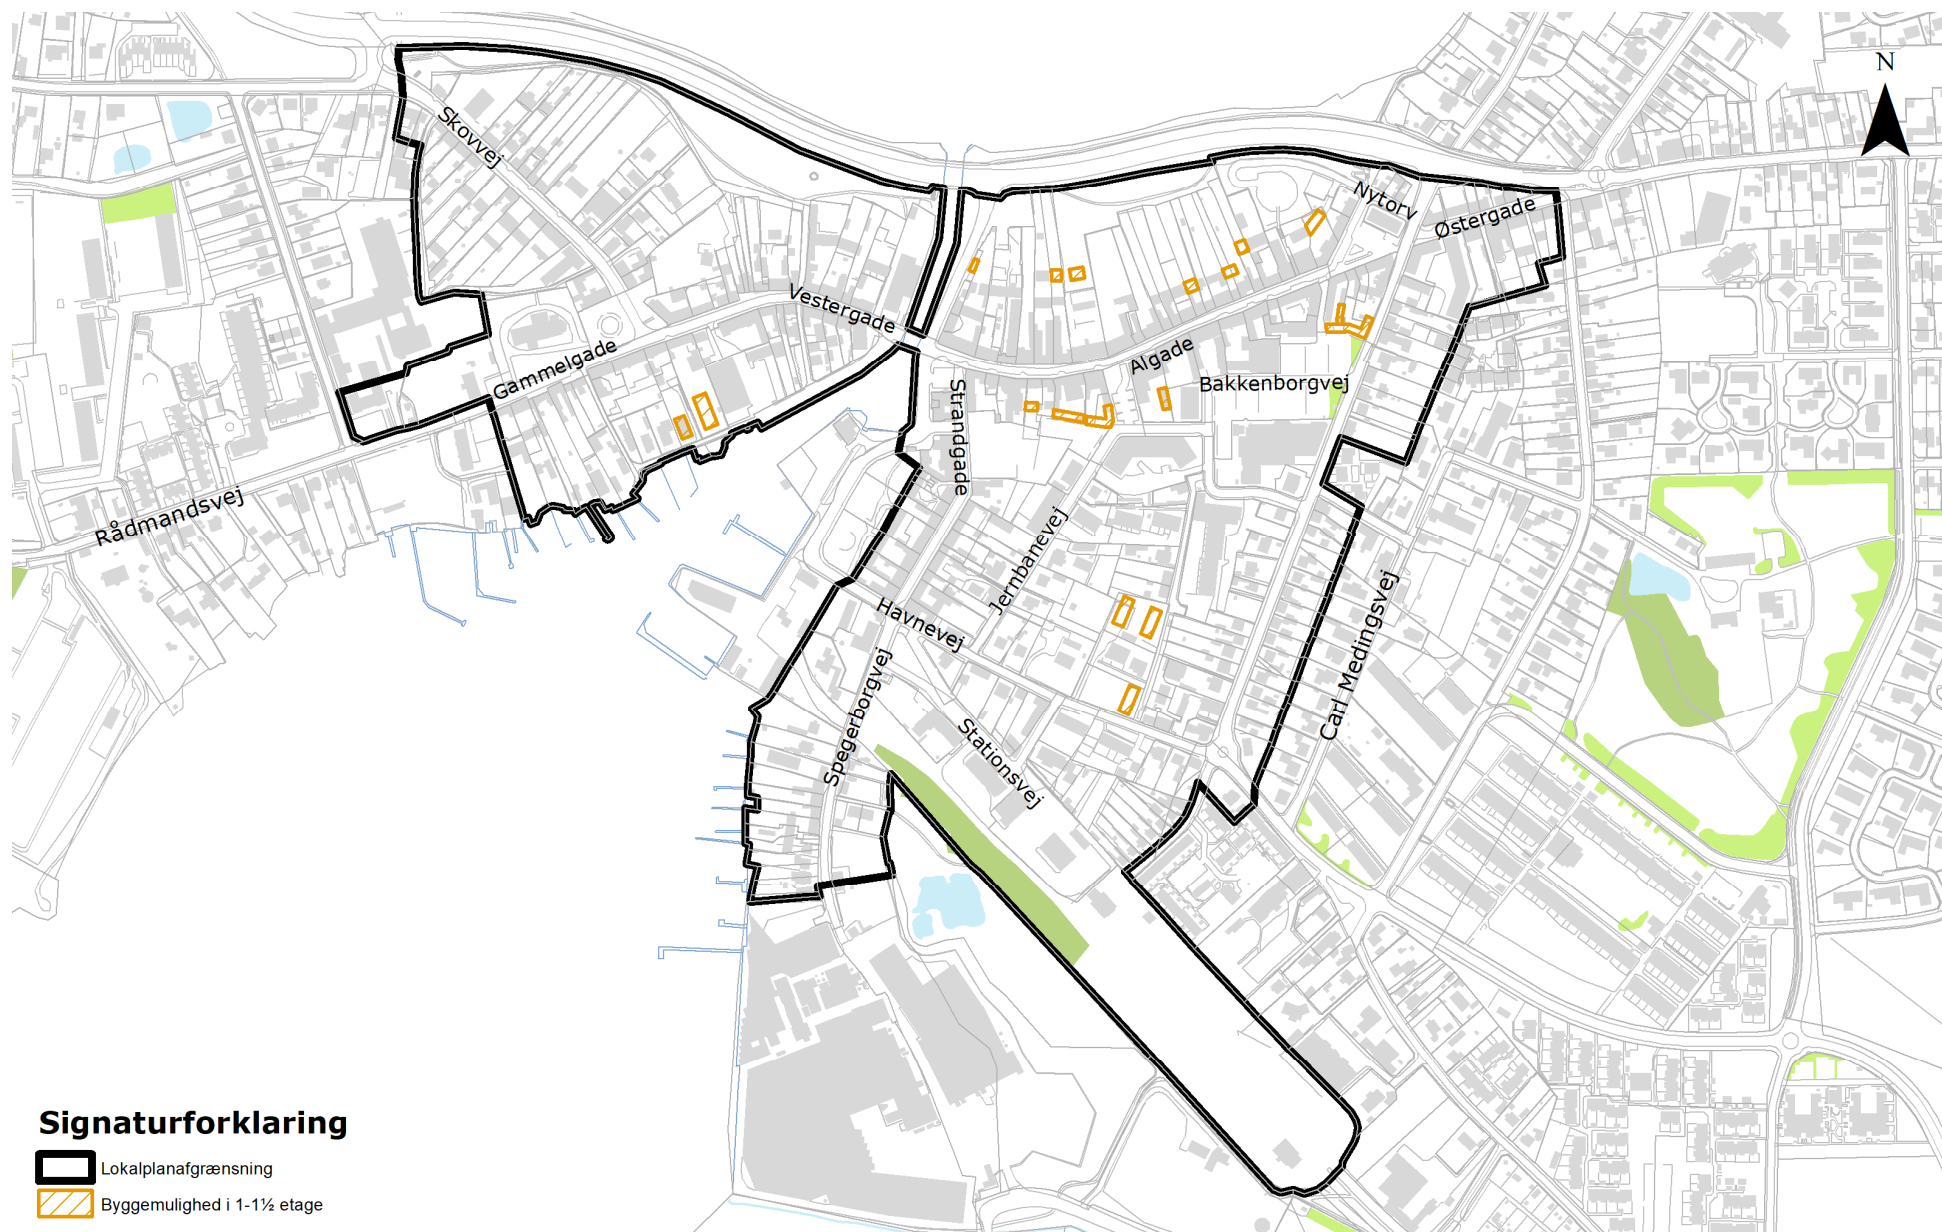 N
Skovvej
Nytorv
Østergade
Vestergade
Gammelgade
Algade
Bakkenborgvej
Strandgade
Rådmandsvej
Jernbanevej
Havnevej
Carl Medingsvej
Spegerborgvej
Stationsvej
Signaturforklaring
Lokalplanafgrænsning
Byggemulighed i 1-1½ etage